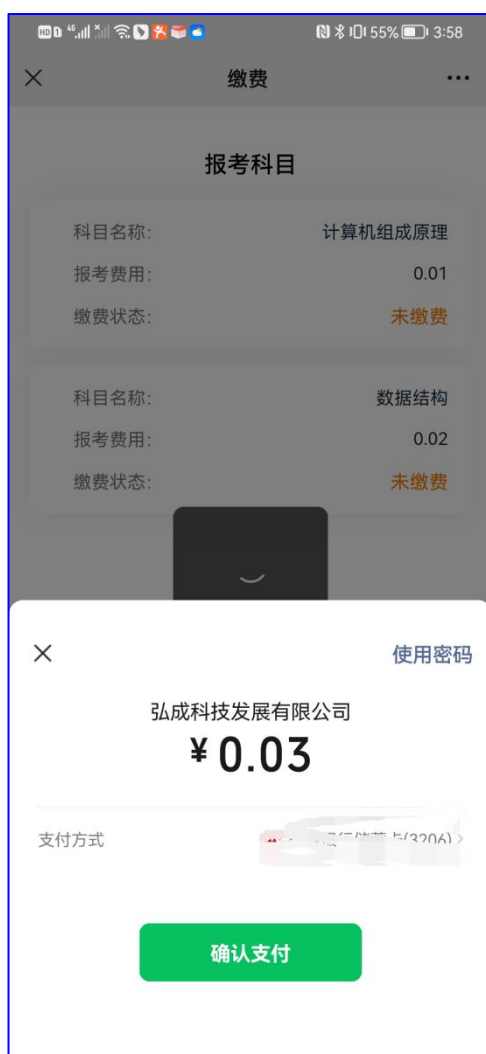 55% 3:58
缴费
报考科目
科目名称: 计算机组成原理
报考费用: 0.01
缴费状态: 未缴费
科目名称: 数据结构
报考费用: 0.02
缴费状态: 未缴费
使用密码
弘成科技发展有限公司
¥0.03
支付方式 (3206)
确认支付